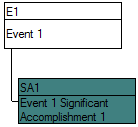 E1
Event 1
SA1
Event 1 Significant
Accomplishment 1